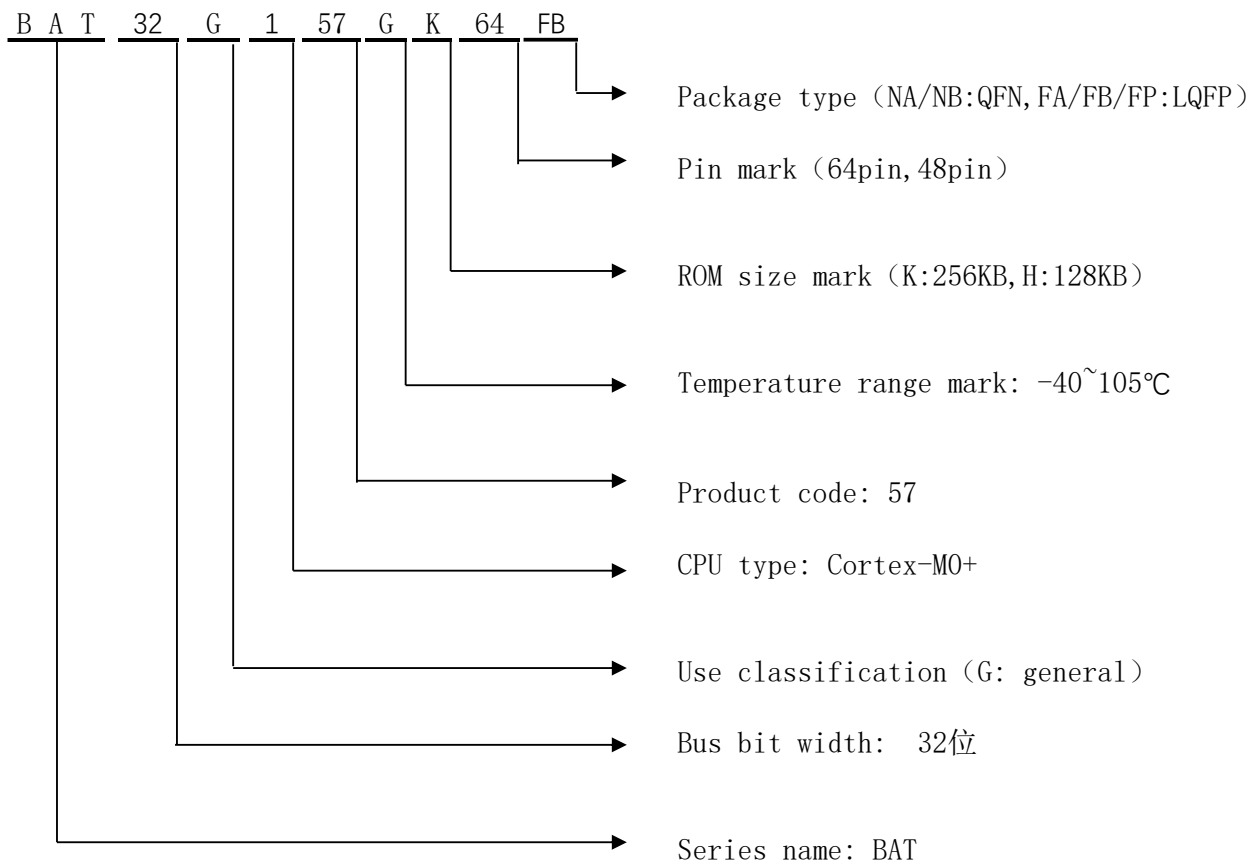 BAT 32 G 1 57 G K 64 FB
Package type（NA/NB:QFN,FA/FB/FP:LQFP）
Pin mark（64pin,48pin）
ROM size mark（K:256KB,H:128KB）
Temperature range mark: -40~105℃
Product code: 57
CPU type: Cortex-M0+
Use classification（G: general）
Bus bit width: 32位
Series name: BAT